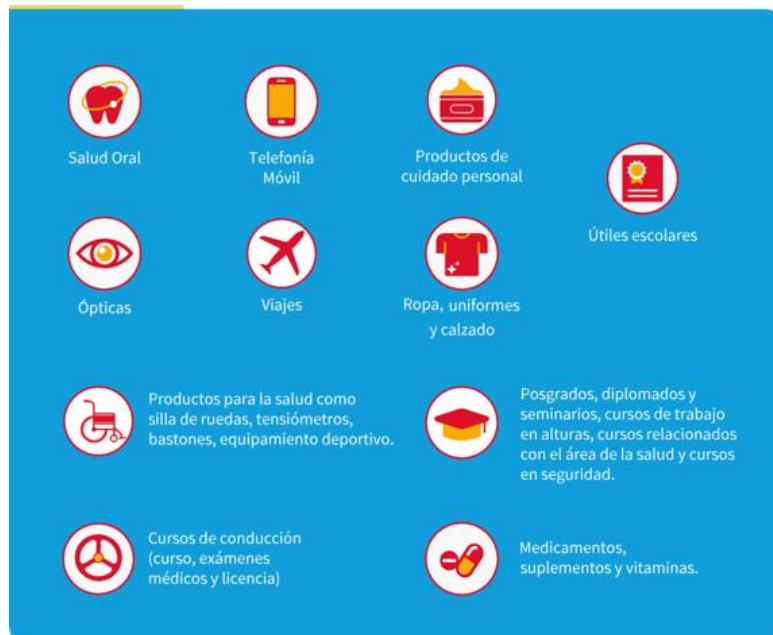 Salud Oral
Telefonía
Móvil
Productos de
cuidado personal
Útiles escolares
Ópticas
Viajes
Ropa, uniformes
y calzado
Productos para la salud como
silla de ruedas, tensiómetros,
bastones, equipamiento deportivo.
Posgrados, diplomados y
seminarios, cursos de trabajo
en alturas, cursos relacionados
con el área de la salud y cursos
en seguridad.
Cursos de conducción
(curso, exámenes
médicos y licencia)
Medicamentos,
suplementos y vitaminas.